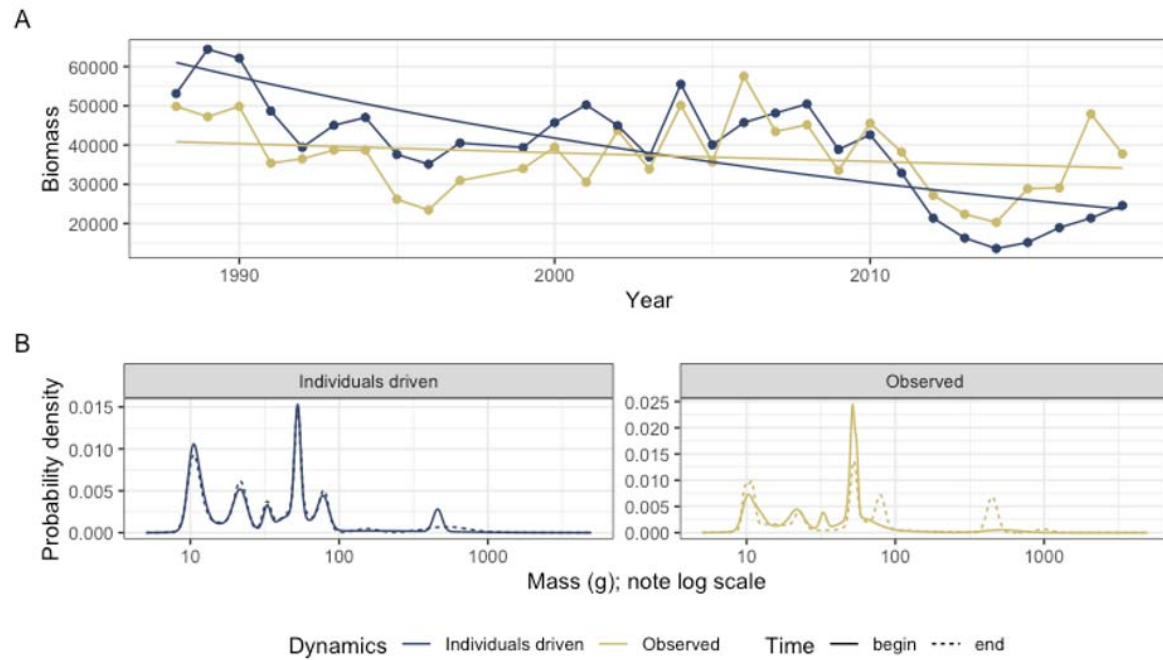 A
60000
50000
40000
30000
20000
Biomass
1990
2000
2010
Year
B
Individuals driven
Observed
Probability density
0.015
0.010
0.005
0.000
0.025
0.020
0.015
0.010
0.005
0.000
10
100
1000
10
100
1000
Mass (g); note log scale
Dynamics Individuals driven Observed Time begin end